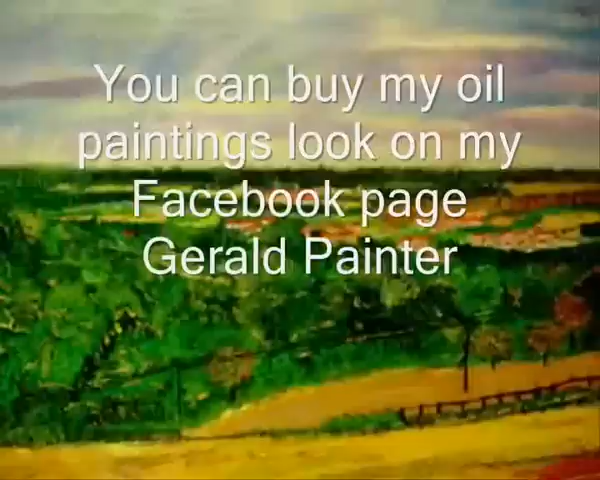 You can buy my oil
paintings look on my
Facebook page
Gerald Painter